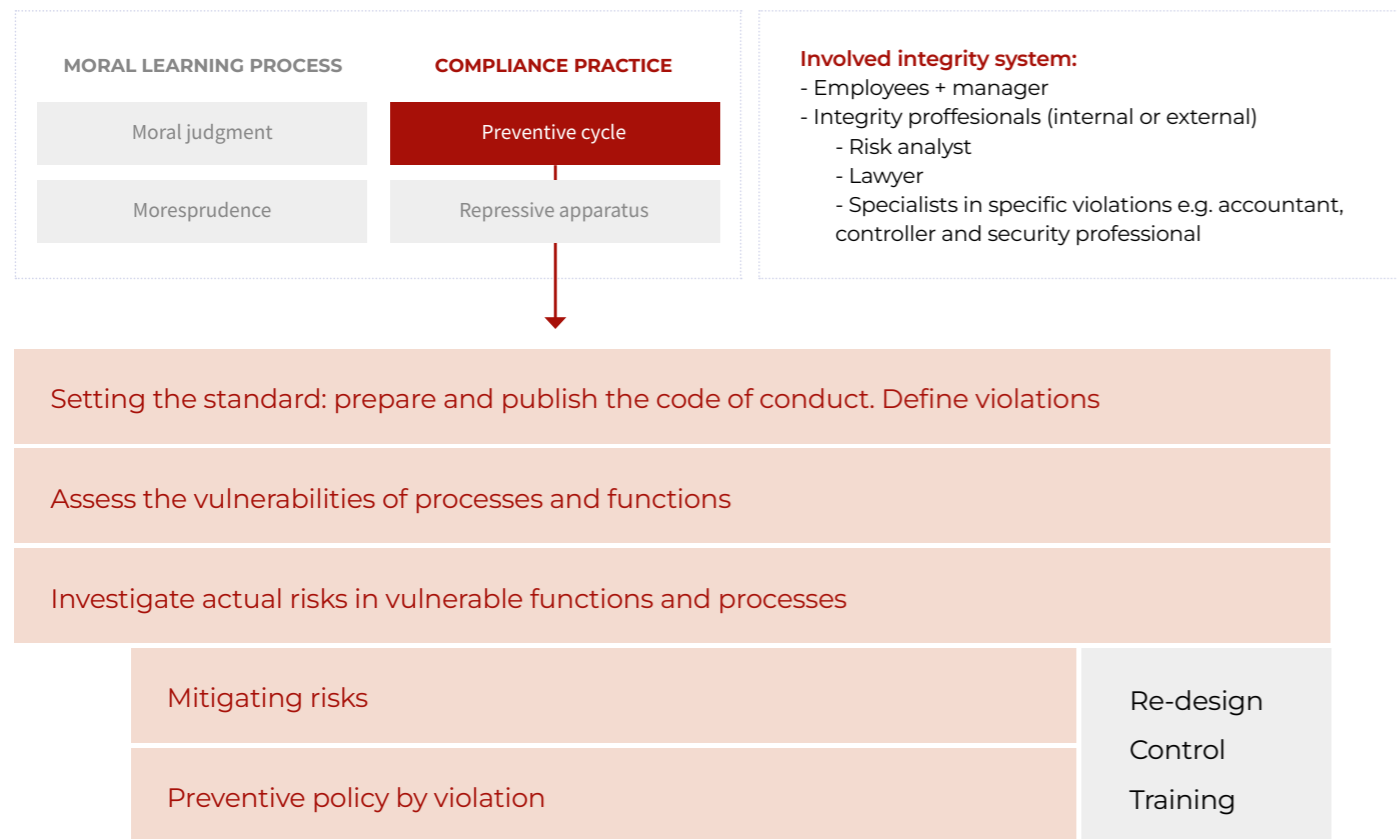 MORAL LEARNING PROCESS
COMPLIANCE PRACTICE
Moral judgment
Preventive cycle
Moresprudence
Repressive apparatus
Involved integrity system:
- Employees + manager
- Integrity proffesionals (internal or external)
- Risk analyst
- Lawyer
- Specialists in specific violations e.g. accountant,
controller and security professional
Setting the standard: prepare and publish the code of conduct. Define violations
Assess the vulnerabilities of processes and functions
Investigate actual risks in vulnerable functions and processes
Mitigating risks
Preventive policy by violation
Re-design
Control
Training